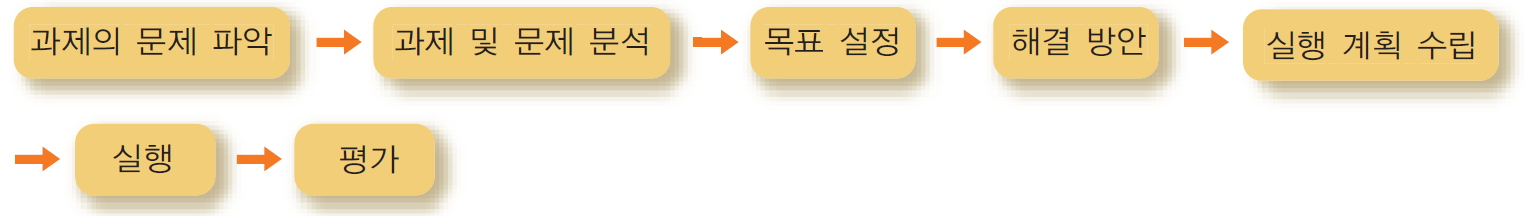 과제의 문제 파악 과제 및 문제 분석 목표 설정 해결 방안 실행 계획 수립
실행 평가